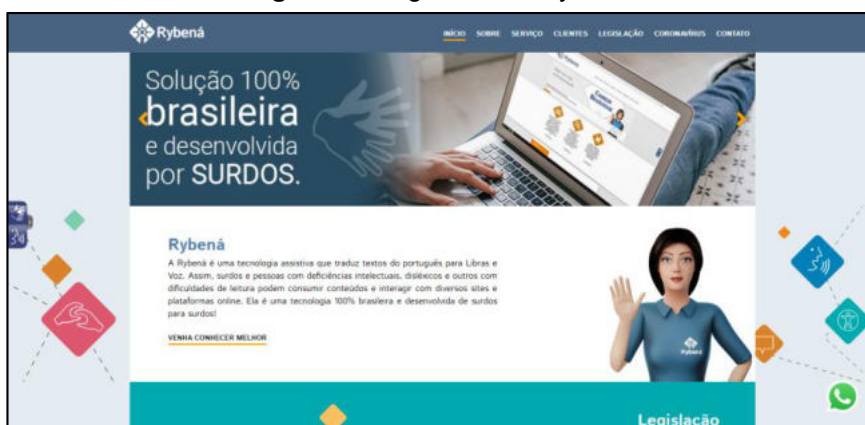 Rybená
INÍCIO SOBRE SERVIÇO CLIENTES LEGISLAÇÃO CORONAVÍRUS CONTATO
Solução 100%
brasileira
e desenvolvida
por SURDOS.
Rybená
A Rybená é uma tecnologia assistiva que traduz textos do português para Libras e
Voz. Assim, surdos e pessoas com deficiências intelectuais, disléxicos e outros com
dificuldades de leitura podem consumir conteúdos e interagir com diversos sites e
plataformas online. Ela é uma tecnologia 100% brasileira e desenvolvida de surdos
para surdos!
VENHA CONHECER MELHOR
Rybená
Legislação